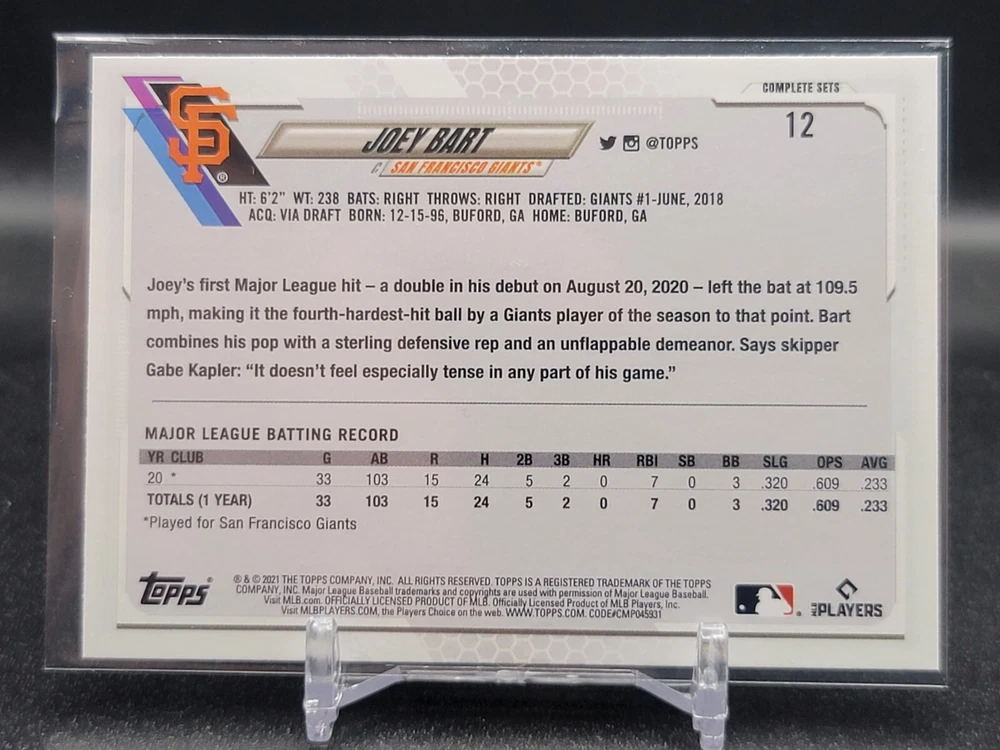 COMPLETE SETS
12
SF ®
JOEY BART
@TOPPS
C SAN FRANCISCO GIANTS®
HT: 6'2" WT: 238 BATS: RIGHT THROWS: RIGHT DRAFTED: GIANTS #1-JUNE, 2018
ACQ: VIA DRAFT BORN: 12-15-96, BUFORD, GA HOME: BUFORD, GA
Joey's first Major League hit – a double in his debut on August 20, 2020 – left the bat at 109.5
mph, making it the fourth-hardest-hit ball by a Giants player of the season to that point. Bart
combines his pop with a sterling defensive rep and an unflappable demeanor. Says skipper
Gabe Kapler: “It doesn't feel especially tense in any part of his game.”
MAJOR LEAGUE BATTING RECORD
YR CLUB G AB R H 2B 3B HR RBI SB BB SLG OPS AVG
20 * 33 103 15 24 5 2 0 7 0 3 .320 .609 .233
TOTALS (1 YEAR) 33 103 15 24 5 2 0 7 0 3 .320 .609 .233
*Played for San Francisco Giants
Topps®
® & © 2021 THE TOPPS COMPANY, INC. ALL RIGHTS RESERVED. TOPPS IS A REGISTERED TRADEMARK OF THE TOPPS
COMPANY, INC. Major League Baseball trademarks and copyrights are used with permission of Major League Baseball.
Visit MLB.com. OFFICIALLY LICENSED PRODUCT OF MLB. Officially Licensed Product of MLB Players, Inc.
Visit MLBPLAYERS.COM, the Players Choice on the web. WWW.TOPPS.COM. CODE#CMP045931
MLB PLAYERS